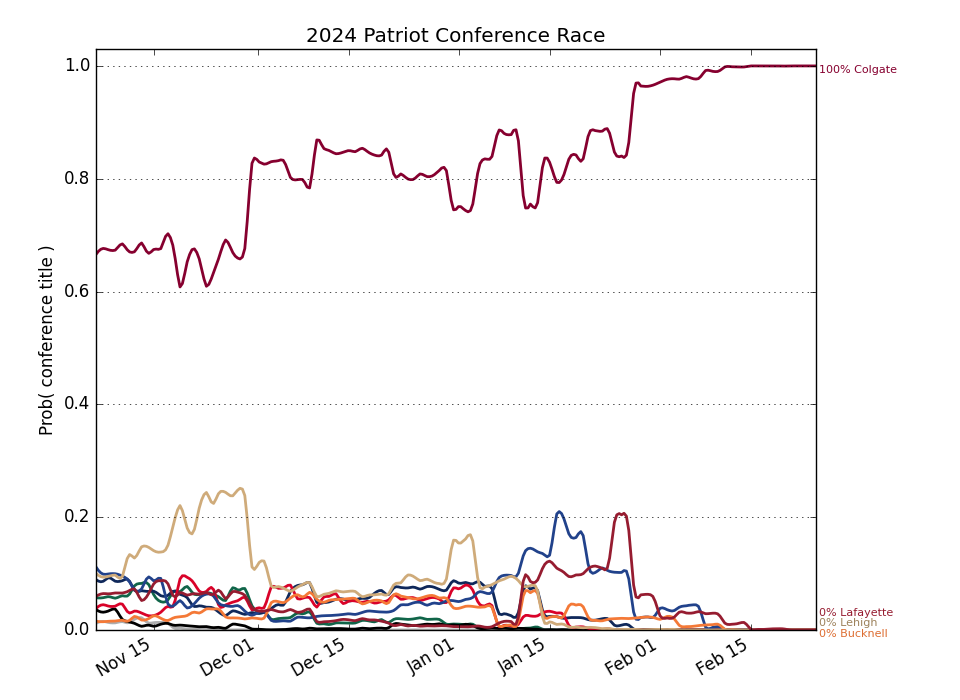 2024 Patriot Conference Race
Prob( conference title )
1.0
0.8
0.6
0.4
0.2
0.0
100% Colgate
0% Lafayette
0% Lehigh
0% Bucknell
Nov 15
Dec 01
Dec 15
Jan 01
Jan 15
Feb 01
Feb 15